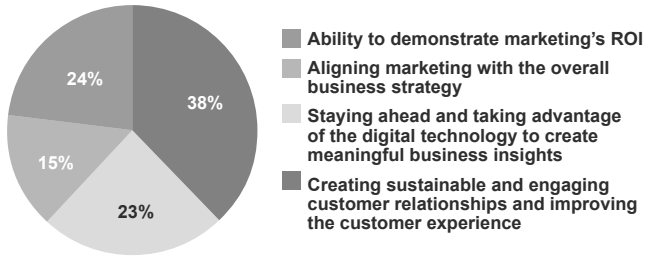 24%
38%
15%
23%
Ability to demonstrate marketing’s ROI
Aligning marketing with the overall
business strategy
Staying ahead and taking advantage
of the digital technology to create
meaningful business insights
Creating sustainable and engaging
customer relationships and improving
the customer experience